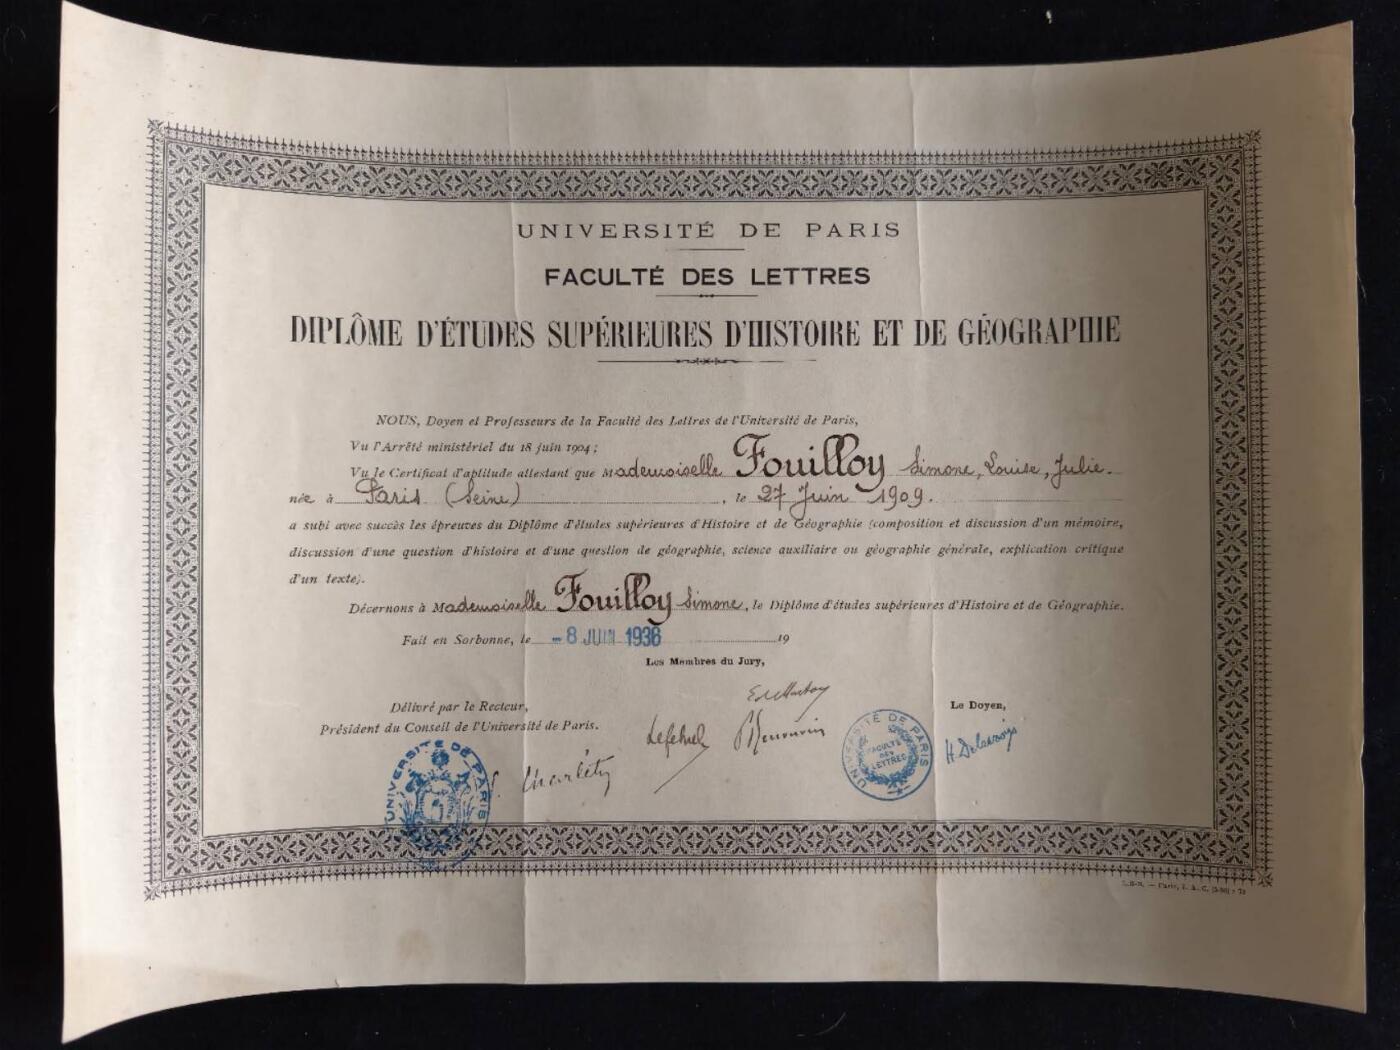 UNIVERSITÉ DE PARIS
FACULTÉ DES LETTRES
DIPLÔME D'ÉTUDES SUPÉRIEURES D'HISTOIRE ET DE GÉOGRAPHIE
NOUS, Doyen et Professeurs de la Faculté des Lettres de l'Université de Paris,
Vu l'Arrêté ministériel du 18 juin 1904;
Vu le Certificat d'aptitude attestant que Mademoiselle Fouilloy Simone, Louise, Julie.
née à Paris (Seine), le 27 Juin 1909.
a subi avec succès les épreuves du Diplôme d'études supérieures d'Histoire et de Géographie (composition et discussion d'un mémoire,
discussion d'une question d'histoire et d'une question de géographie, science auxiliaire ou géographie générale, explication critique
d'un texte).
Décernons à Mademoiselle Fouilloy Simone, le Diplôme d'études supérieures d'Histoire et de Géographie.
Fait en Sorbonne, le -8 JUIN 1936 19
Les Membres du Jury,
Délivré par le Recteur,
Président du Conseil de l'Université de Paris.
Le Doyen,
S. Charléty
PRenouvin
H. Delacroix
UNIVERSITÉ DE PARIS
UNIVERSITÉ DE PARIS
FACULTÉ
DES
LETTRES